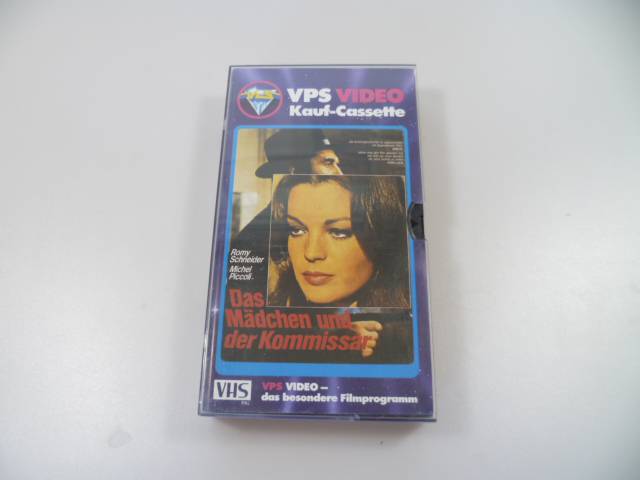 VPS VIDEO
Kauf-Cassette
Romy
Schneider
Michel
Piccoli
Das
Mädchen und
der Kommissar
VHS
PAL
VPS VIDEO –
das besondere Filmprogramm